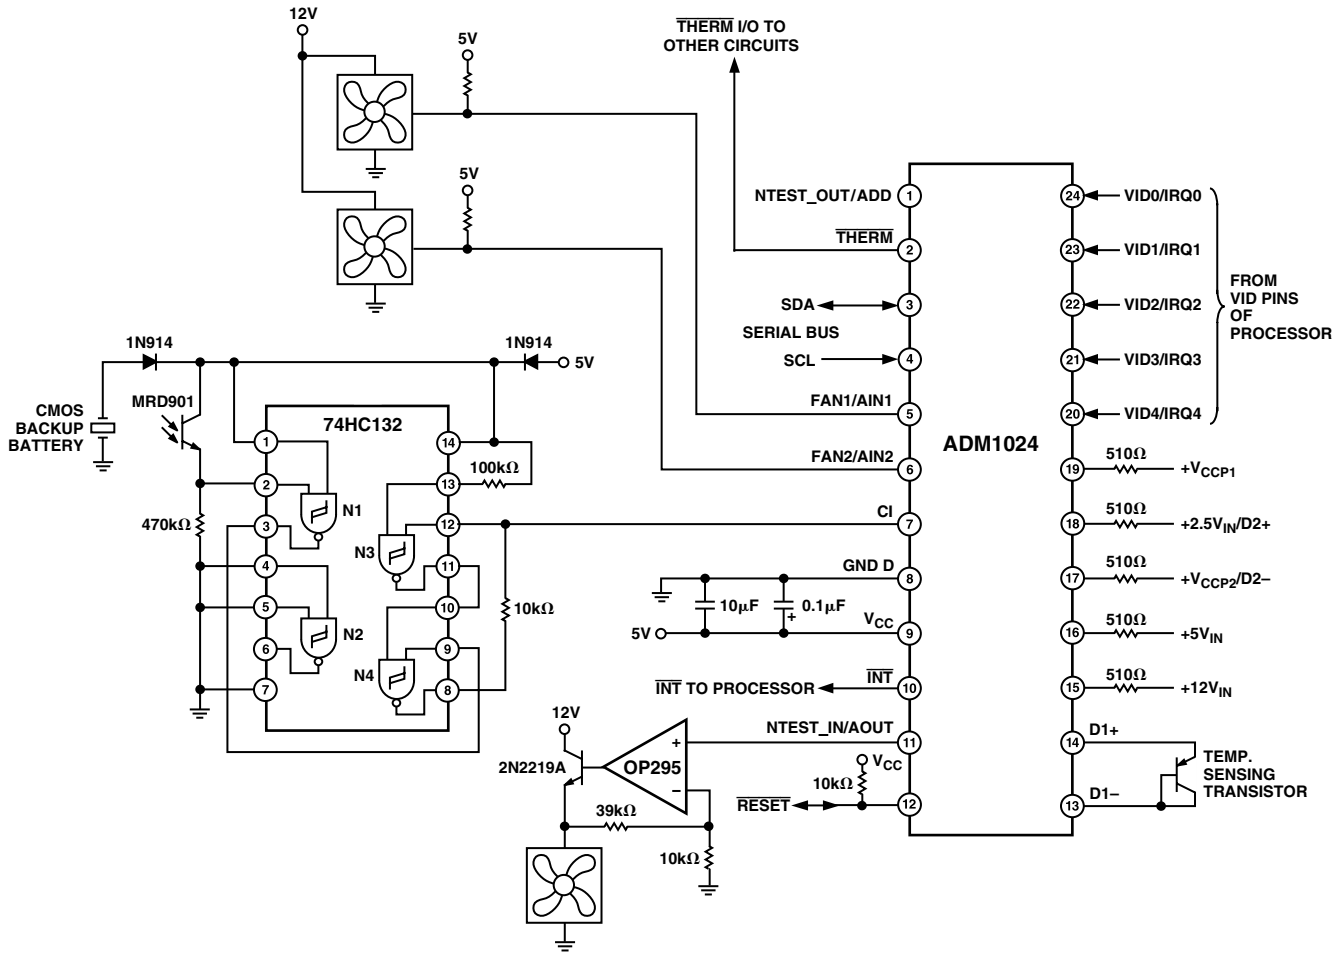 12V
5V
THERM I/O TO
OTHER CIRCUITS
5V
NTEST_OUT/ADD
1
24
VID0/IRQ0
THERM
2
23
VID1/IRQ1
SDA
3
22
VID2/IRQ2
SERIAL BUS
SCL
4
21
VID3/IRQ3
FROM
VID PINS
OF
PROCESSOR
FAN1/AIN1
5
20
VID4/IRQ4
ADM1024
FAN2/AIN2
6
19
510Ω
+VCCP1
CI
7
18
510Ω
+2.5VIN/D2+
GND D
8
17
510Ω
+VCCP2/D2–
10µF
0.1µF
+
5V
VCC
9
16
510Ω
+5VIN
INT TO PROCESSOR
INT
10
15
510Ω
+12VIN
NTEST_IN/AOUT
11
14
D1+
VCC
10kΩ
RESET
12
13
D1–
TEMP.
SENSING
TRANSISTOR
1N914
1N914
5V
CMOS
BACKUP
BATTERY
MRD901
74HC132
1
14
100kΩ
2
13
N1
470kΩ
3
12
N3
4
11
5
10
10kΩ
N2
6
9
N4
7
8
12V
2N2219A
OP295
+
–
39kΩ
10kΩ